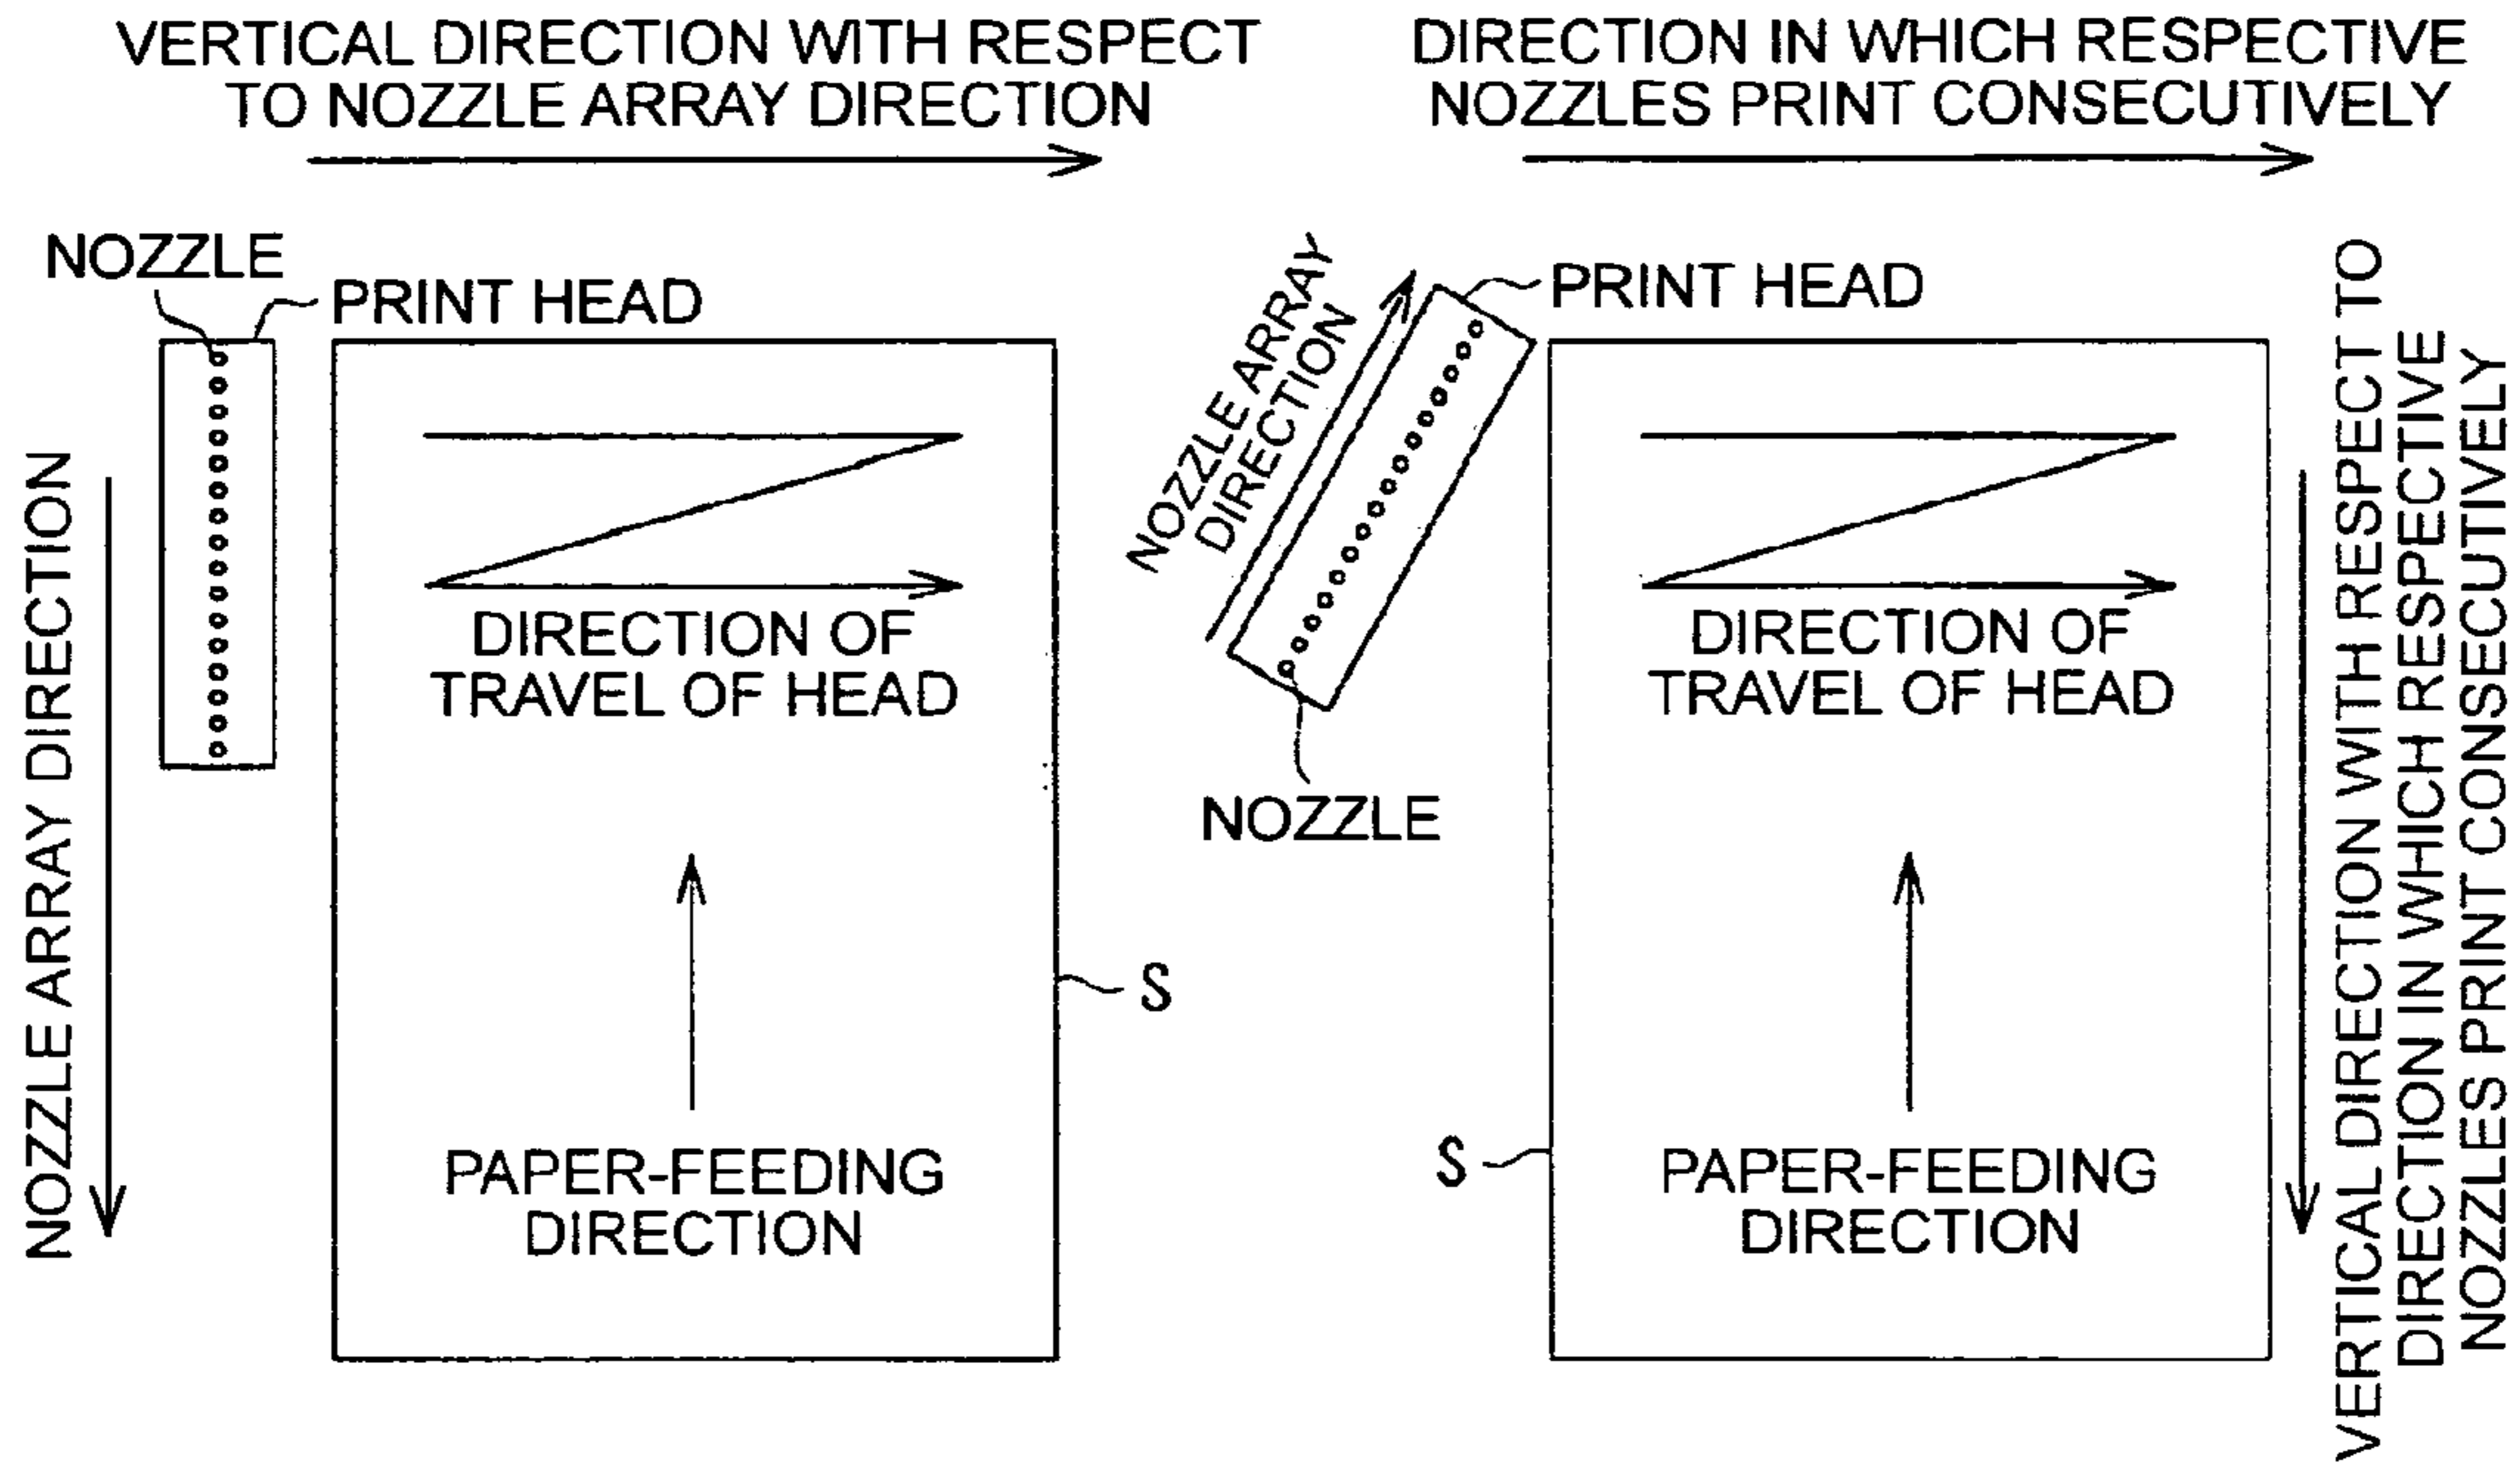 VERTICAL DIRECTION WITH RESPECT
TO NOZZLE ARRAY DIRECTION
NOZZLE
PRINT HEAD
NOZZLE ARRAY DIRECTION
DIRECTION OF
TRAVEL OF HEAD
PAPER-FEEDING
DIRECTION
S
DIRECTION IN WHICH RESPECTIVE
NOZZLES PRINT CONSECUTIVELY
NOZZLE ARRAY
DIRECTION
PRINT HEAD
NOZZLE
DIRECTION OF
TRAVEL OF HEAD
S
PAPER-FEEDING
DIRECTION
VERTICAL DIRECTION WITH RESPECT TO
DIRECTION IN WHICH RESPECTIVE
NOZZLES PRINT CONSECUTIVELY